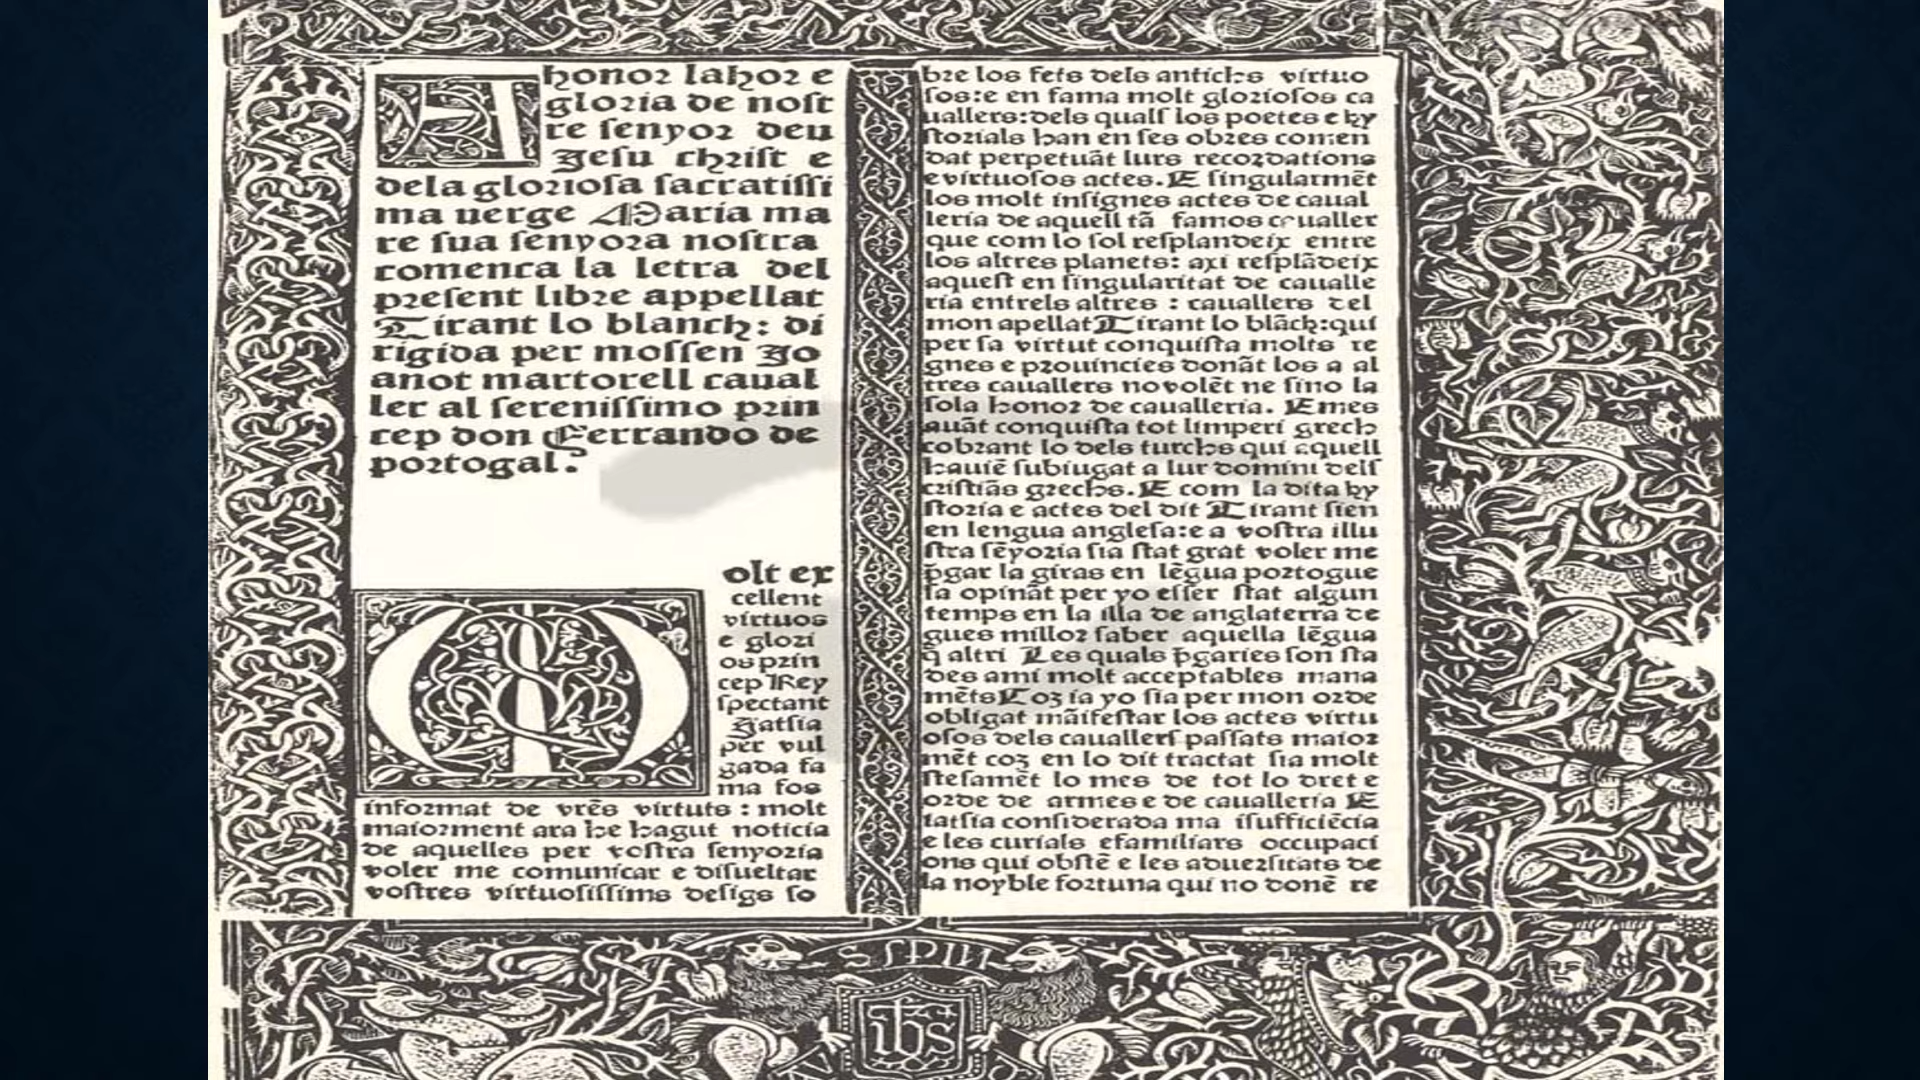 A honor lahor e
gloria de nost
re senyor deu
Jesu christ e
dela gloriosa sacratissi
ma uerge Maria ma
re sua senyora nostra
comenca la letra del
present libre appellat
Tirant lo blanch: di
rigida per mossen Jo
anot martorell caual
ler al serenissimo prin
cep don Ferrando de
portogal.
Molt ex
cellent
virtuos
e glori
os prin
cep Rey
spectant
Jatsia
per vul
gada fa
ma fos
informat de vrēs virtuts : molt
maiorment ara he hagut noticia
de aquelles per vostra senyoria
voler me comunicar e disueltar
vostres virtuosissims desigs so
bre los fets dels antichs virtuo
sos:e en fama molt gloriosos ca
uallers:dels quals los poetes e hy
storials han en ses obres comen
dat perpetuāt lurs recordations
e virtuosos actes. E singularmēt
los molt insignes actes de caual
leria de aquell tā famos caualler
que com lo sol resplandeix entre
los altres planets: axi resplādeix
aquest en singularitat de caualle
ria entrels altres : cauallers del
mon apellat Tirant lo blāch:qui
per sa virtut conquista molts re
gnes e prouincies donāt los a al
tres cauallers no volēt ne sino la
sola honor de caualleria. E mes
auāt conquista tot limperi grech
cobrant lo dels turchs qui aquell
hauiē subiugat a lur domini dels
cristiās grechs. E com la dita hy
storia e actes del dit Tirant sien
en lengua anglesa:e a vostra illu
stra sēyoria sia stat grat voler me
p̄gar la giras en lēgua portogue
sa opināt per yo esser stat algun
temps en la illa de anglaterra de
gues millor saber aquella lēgua
q̄ altri Les quals p̄garies son sta
des ami molt acceptables mana
mēts Coz ia yo sia per mon orde
obligat māifestar los actes virtu
osos dels cauallers passats maior
mēt coz en lo dit tractat sia molt
stesamēt lo mes de tot lo dret e
orde de armes e de caualleria E
iatsia considerada ma isufficiēcia
e les curials e familiars occupaci
ons qui obstē e les aduersitats de
la noyble fortuna qui no donē re
ihs